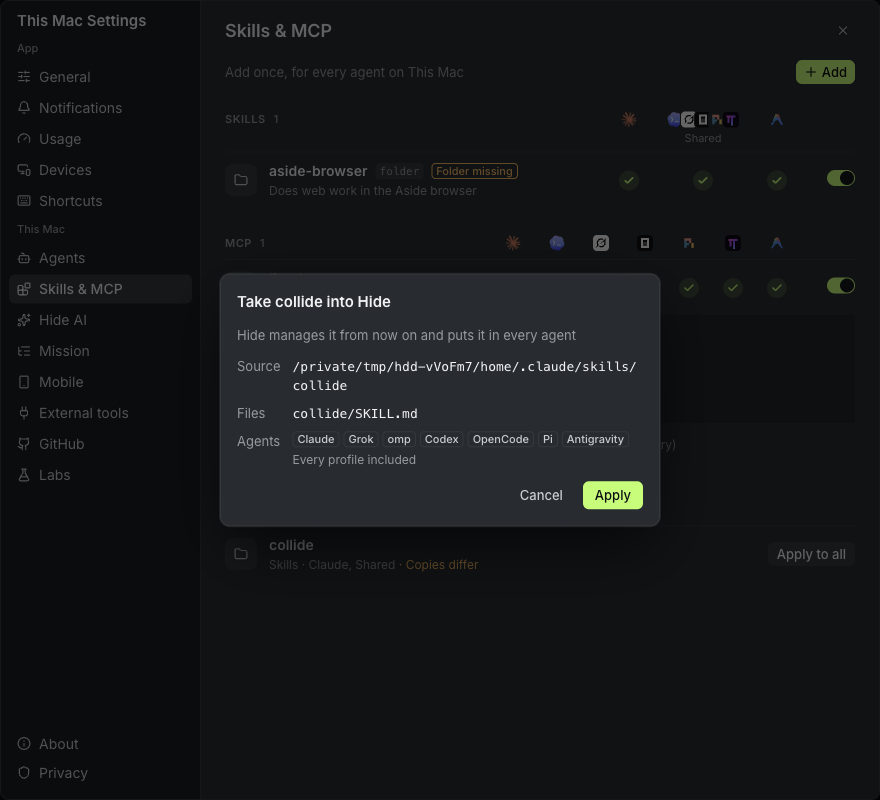 This Mac Settings
App
General
Notifications
Usage
Devices
Shortcuts
This Mac
Agents
Skills & MCP
Hide AI
Mission
Mobile
External tools
GitHub
Labs
About
Privacy
Skills & MCP
Add once, for every agent on This Mac
Add
SKILLS 1
Shared
aside-browser folder Folder missing
Does web work in the Aside browser
MCP 1
Take collide into Hide
Hide manages it from now on and puts it in every agent
Source /private/tmp/hdd-vVoFm7/home/.claude/skills/
collide
Files collide/SKILL.md
Agents Claude Grok omp Codex OpenCode Pi Antigravity
Every profile included
Cancel Apply
collide
Skills · Claude, Shared · Copies differ
Apply to all